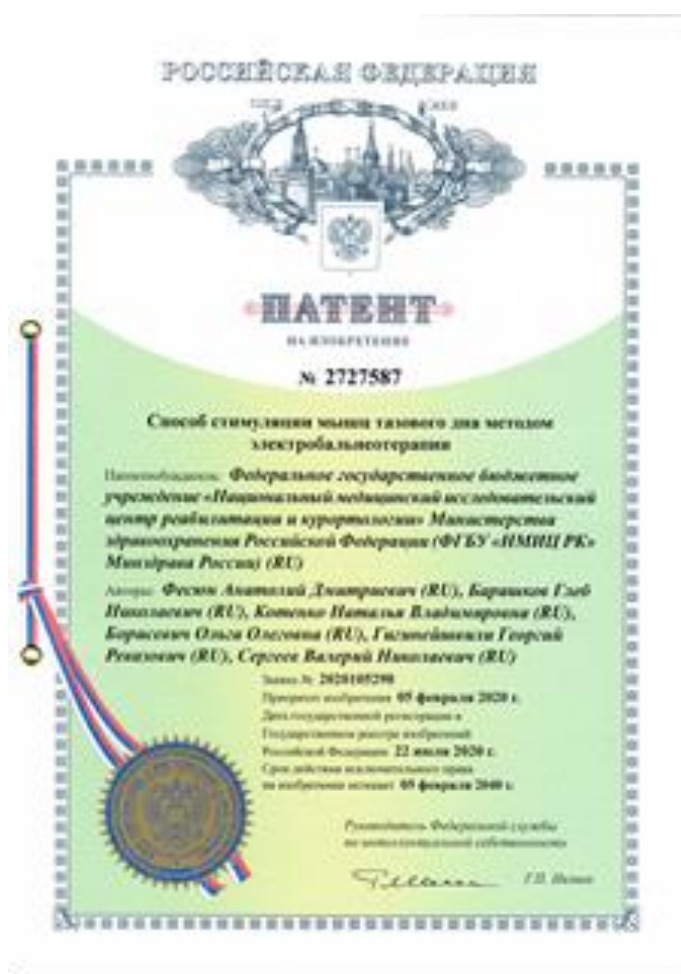 РОССИЙСКАЯ ФЕДЕРАЦИЯ
ПАТЕНТ
НА ИЗОБРЕТЕНИЕ
№ 2727587
Способ стимуляции мышц тазового дна методом
электробальнеотерапии
Патентообладатель: Федеральное государственное бюджетное
учреждение «Национальный медицинский исследовательский
центр реабилитации и курортологии» Министерства
здравоохранения Российской Федерации (ФГБУ «НМИЦ РК»
Минздрава России) (RU)
Авторы: Фесюн Анатолий Дмитриевич (RU), Барашков Глеб
Николаевич (RU), Котенко Наталья Владимировна (RU),
Борисевич Ольга Олеговна (RU), Гигинейшвили Георгий
Ревазович (RU), Сергеев Валерий Николаевич (RU)
Заявка № 2020105290
Приоритет изобретения 05 февраля 2020 г.
Дата государственной регистрации в
Государственном реестре изобретений
Российской Федерации 22 июля 2020 г.
Срок действия исключительного права
на изобретение истекает 05 февраля 2040 г.
Руководитель Федеральной службы
по интеллектуальной собственности
Г.П. Ивлиев